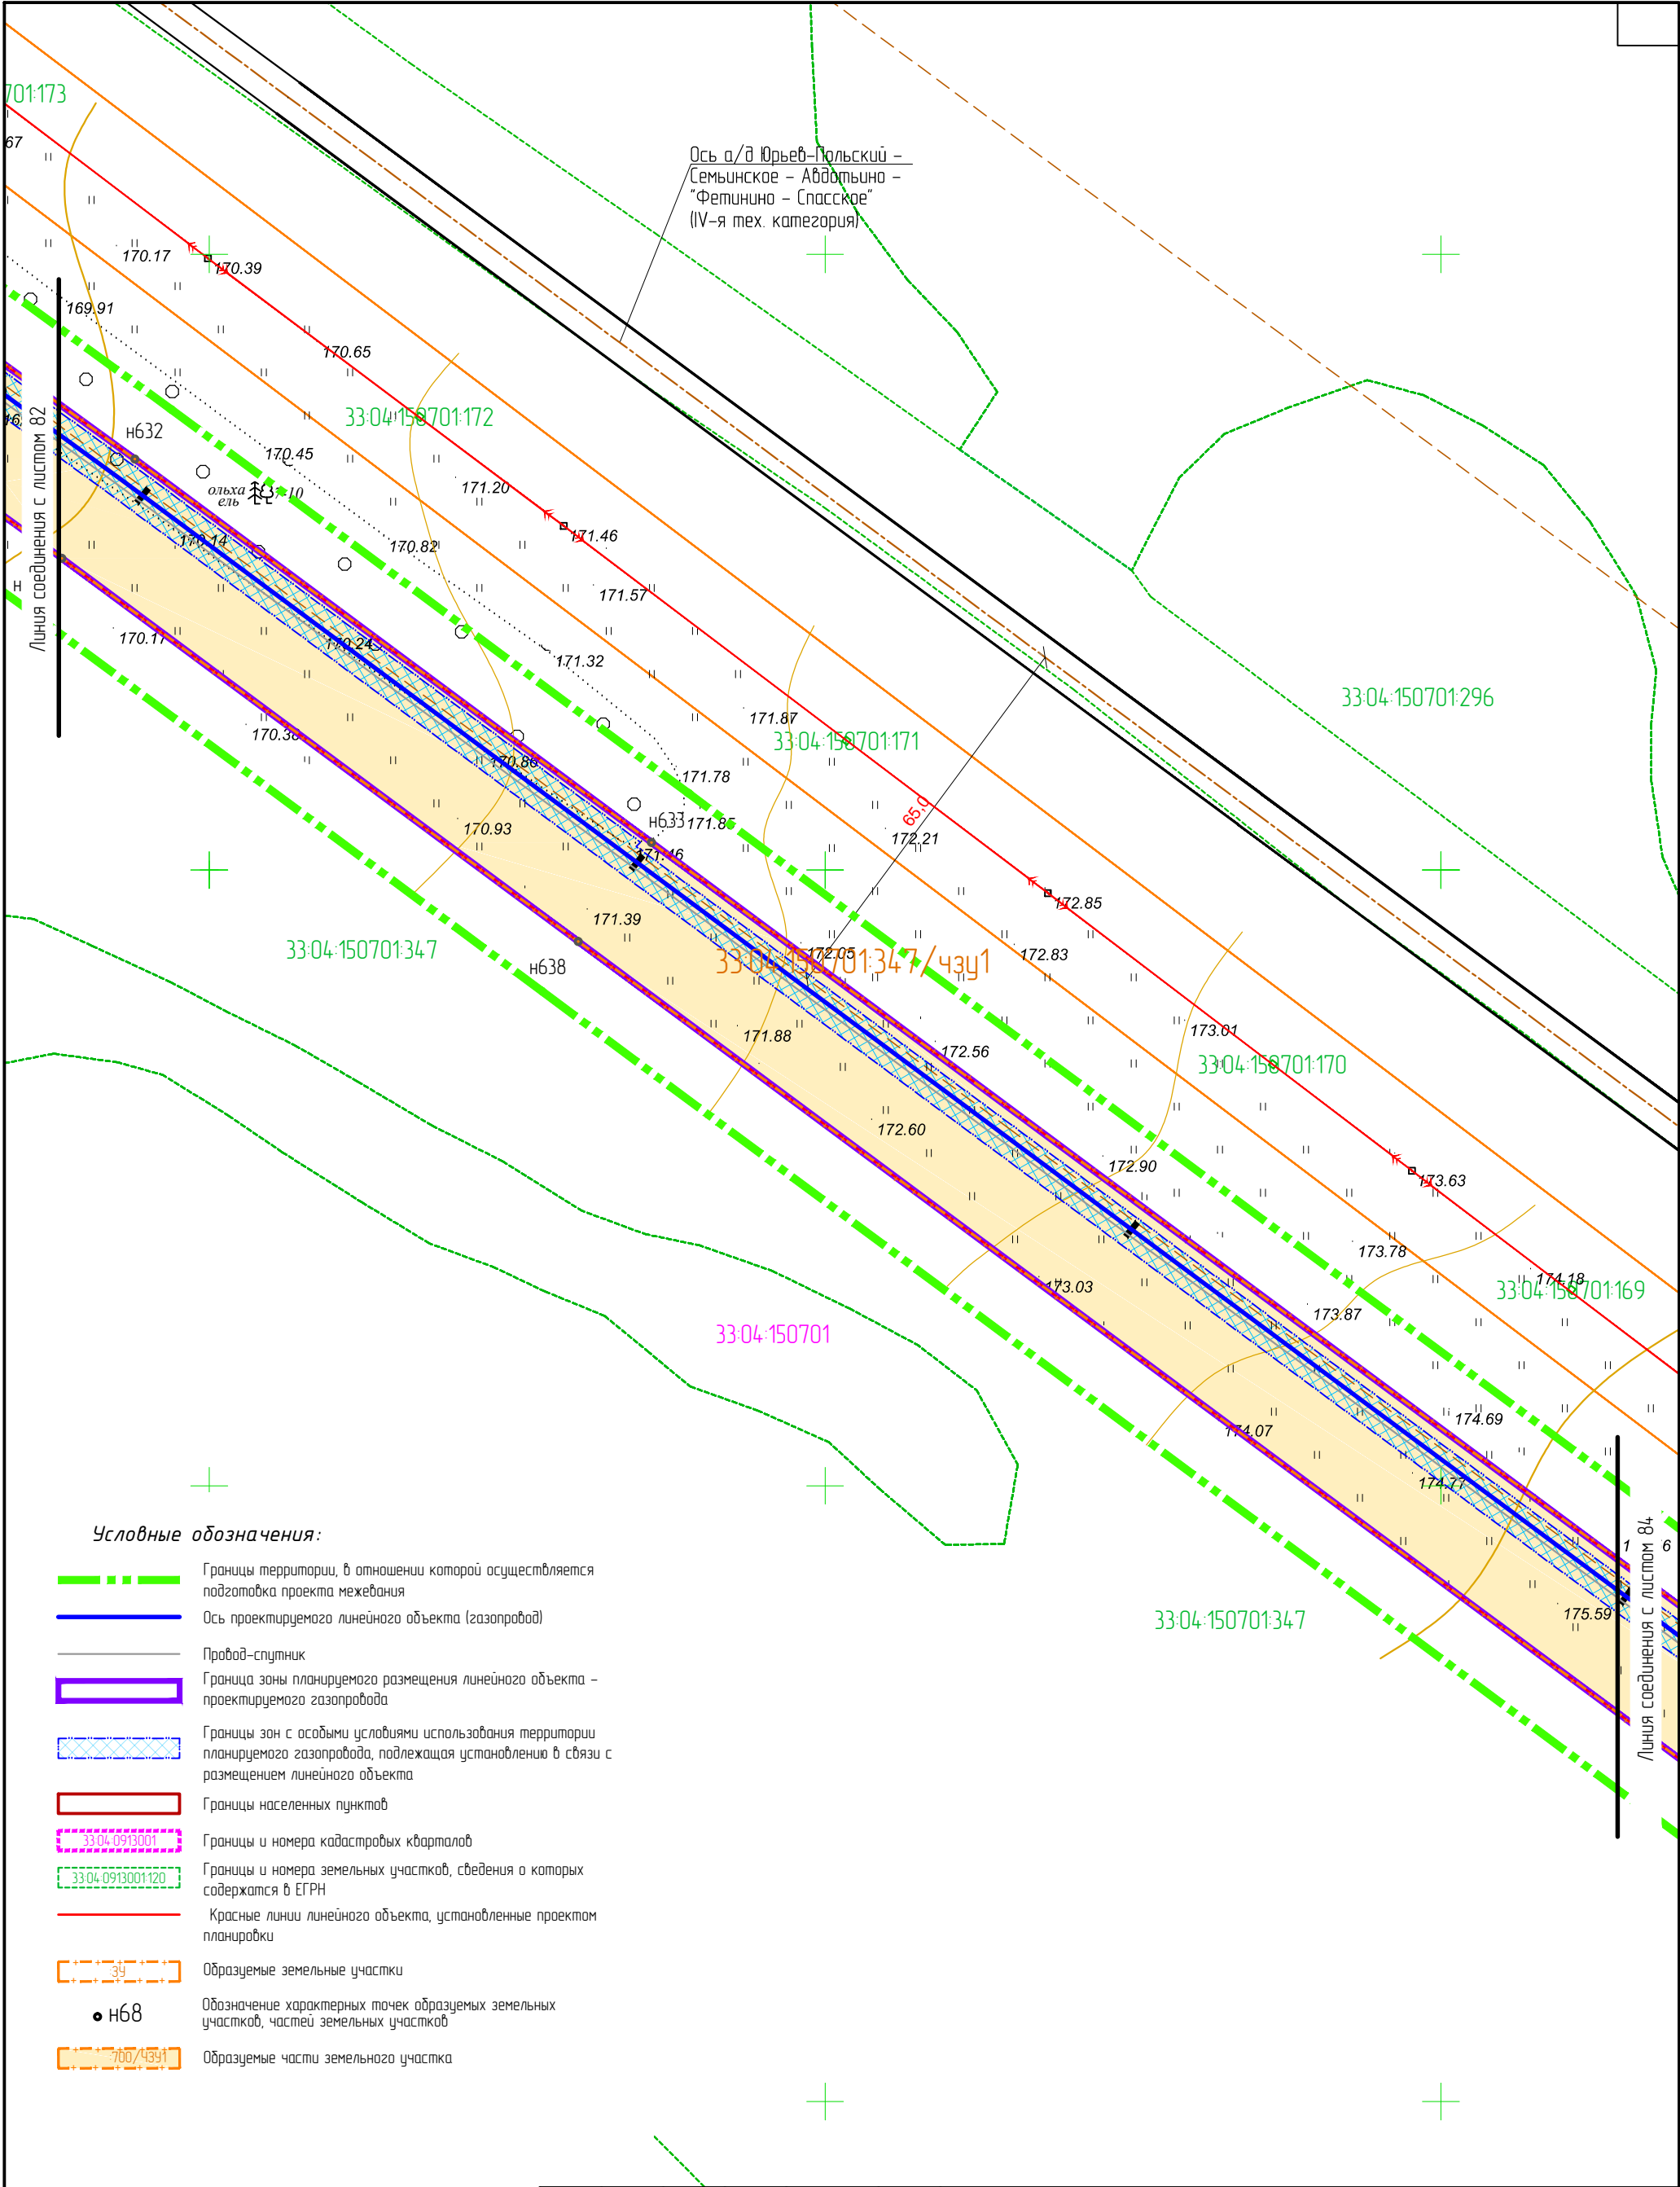 701:173
67
Ось а/д Юрьев-Польский –
Семьинское – Авдотьино –
"Фетинино – Спасское"
(IV-я тех. категория)
170.17
170.39
169.91
170.65
33:04:150701:172
Линия соединения с листом 82
н632
170.45
171.20
ольха
ель
171.46
170.14
170.82
171.57
н
170.11
170.24
171.32
33:04:150701:296
171.87
170.38
33:04:150701:171
170.86
171.78
65,0
н633
171.85
170.93
172.21
171.46
172.85
171.39
33:04:150701:347
172.05
172.83
33:04:150701:347/чзу1
н638
173.01
171.88
172.56
33:04:150701:170
172.60
172.90
173.63
173.78
174.18
173.03
33:04:150701:169
173.87
33:04:150701
174.69
174.07
174.77
Линия соединения с листом 84
175.59
33:04:150701:347
Условные обозначения:
Границы территории, в отношении которой осуществляется
подготовка проекта межевания
Ось проектируемого линейного объекта (газопровод)
Провод-спутник
Граница зоны планируемого размещения линейного объекта –
проектируемого газопровода
Границы зон с особыми условиями использования территории
планируемого газопровода, подлежащая установлению в связи с
размещением линейного объекта
Границы населенных пунктов
33:04:0913001
Границы и номера кадастровых кварталов
33:04:0913001:120
Границы и номера земельных участков, сведения о которых
содержатся в ЕГРН
Красные линии линейного объекта, установленные проектом
планировки
:ЗУ
Образуемые земельные участки
н68
Обозначение характерных точек образуемых земельных
участков, частей земельных участков
:700/ЧЗУ1
Образуемые части земельного участка